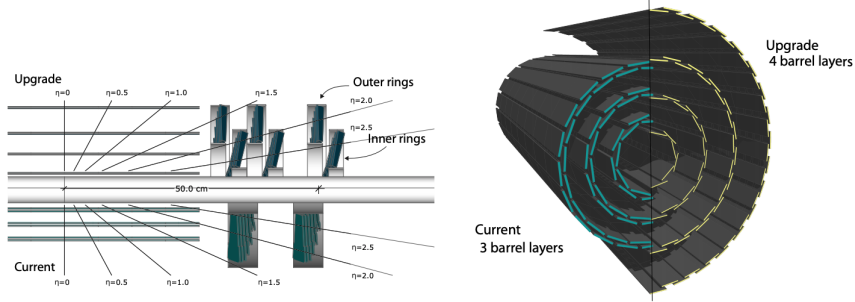 Upgrade
η=0
η=0.5
η=1.0
η=1.5
η=2.0
η=2.5
Outer rings
Inner rings
50.0 cm
Current
η=0
η=0.5
η=1.0
η=1.5
η=2.0
η=2.5
Upgrade
4 barrel layers
Current
3 barrel layers